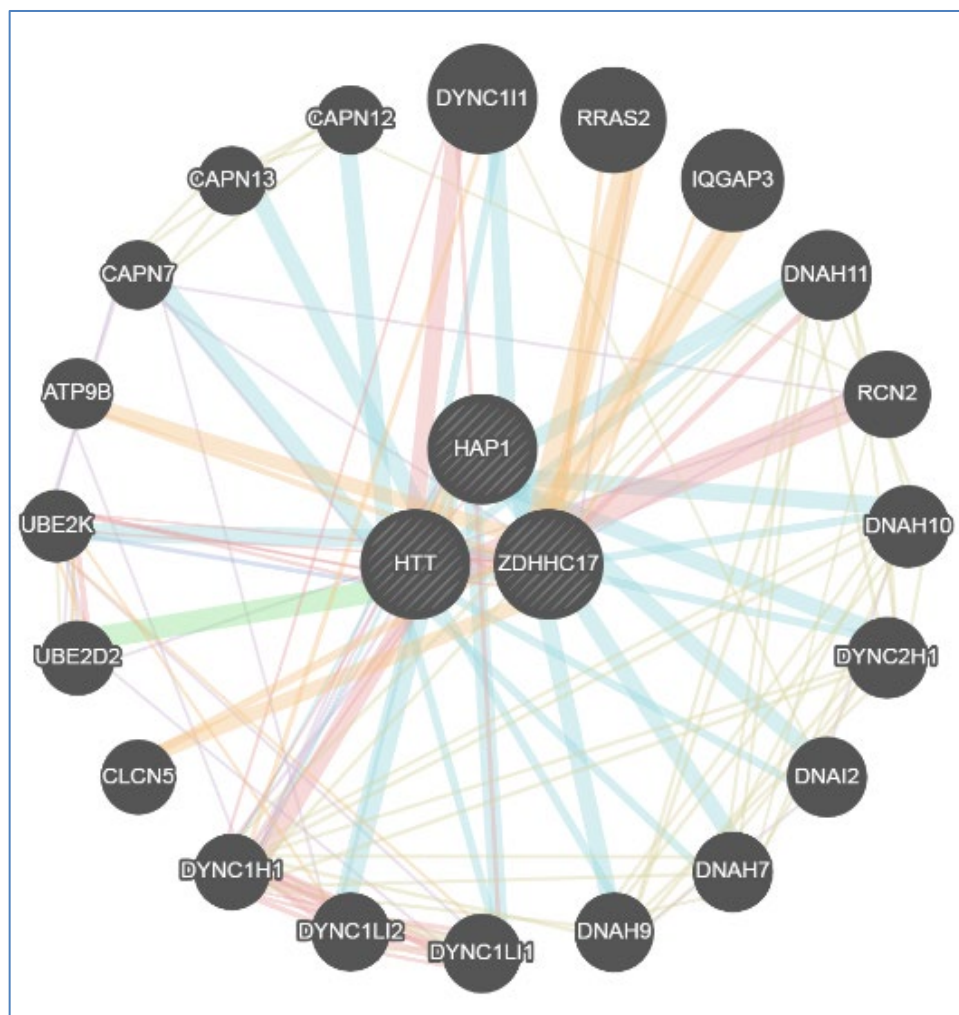 DYNC1I1
RRAS2
CAPN12
IQGAP3
CAPN13
CAPN7
DNAH11
ATP9B
RCN2
HAP1
UBE2K
DNAH10
HTT
ZDHHC17
UBE2D2
DYNC2H1
CLCN5
DNAI2
DYNC1H1
DNAH7
DYNC1LI2
DNAH9
DYNC1LI1